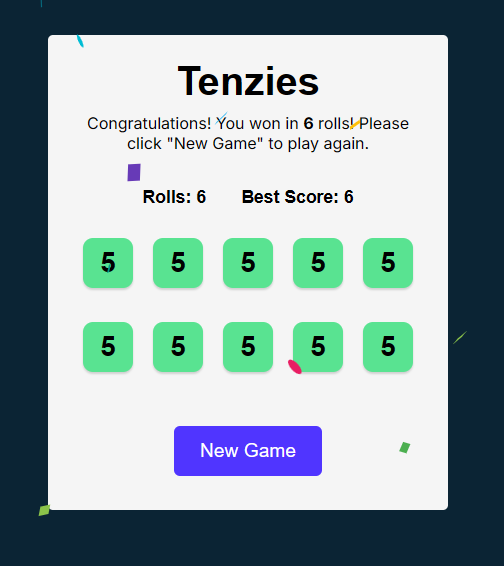 Tenzies
Congratulations! You won in 6 rolls! Please
click "New Game" to play again.
Rolls: 6 Best Score: 6
5 5 5 5 5
5 5 5 5 5
New Game